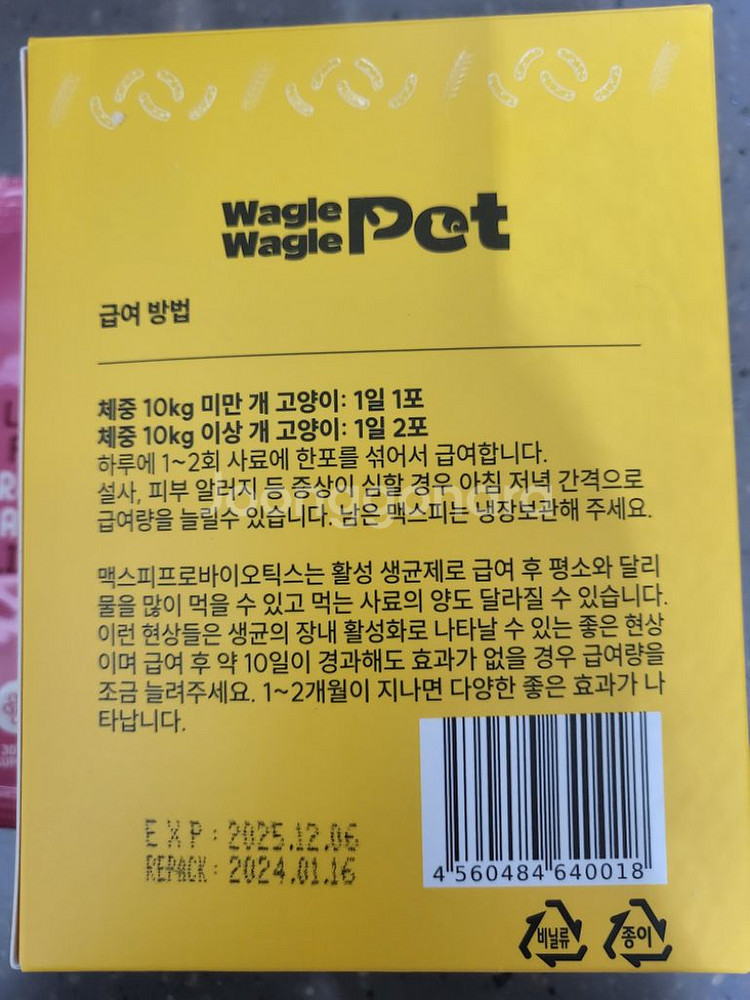 Wagle
Wagle Pet
급여 방법
체중 10kg 미만 개 고양이: 1일 1포
체중 10kg 이상 개 고양이: 1일 2포
하루에 1~2회 사료에 한포를 섞어서 급여합니다.
설사, 피부 알러지 등 증상이 심할 경우 아침 저녁 간격으로
급여량을 늘릴수 있습니다. 남은 맥스피는 냉장보관해 주세요.
맥스피프로바이오틱스는 활성 생균제로 급여 후 평소와 달리
물을 많이 먹을 수 있고 먹는 사료의 양도 달라질 수 있습니다.
이런 현상들은 생균의 장내 활성화로 나타날 수 있는 좋은 현상
이며 급여 후 약 10일이 경과해도 효과가 없을 경우 급여량을
조금 늘려주세요. 1~2개월이 지나면 다양한 좋은 효과가 나
타납니다.
EXP : 2025.12.06
REPACK : 2024.01.16
4 560484 640018
비닐류
종이
joonggonara